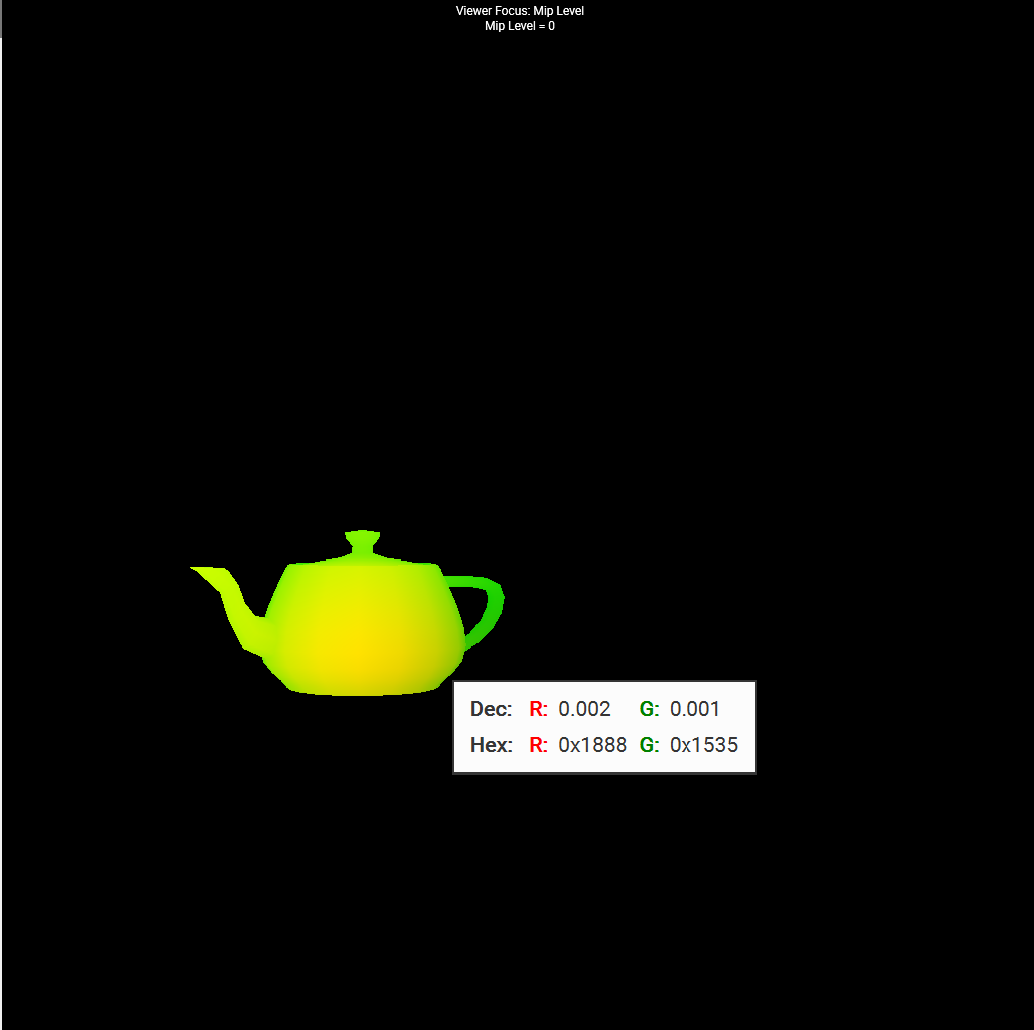 Viewer Focus: Mip Level
Mip Level = 0
Dec: R: 0.002 G: 0.001
Hex: R: 0x1888 G: 0x1535